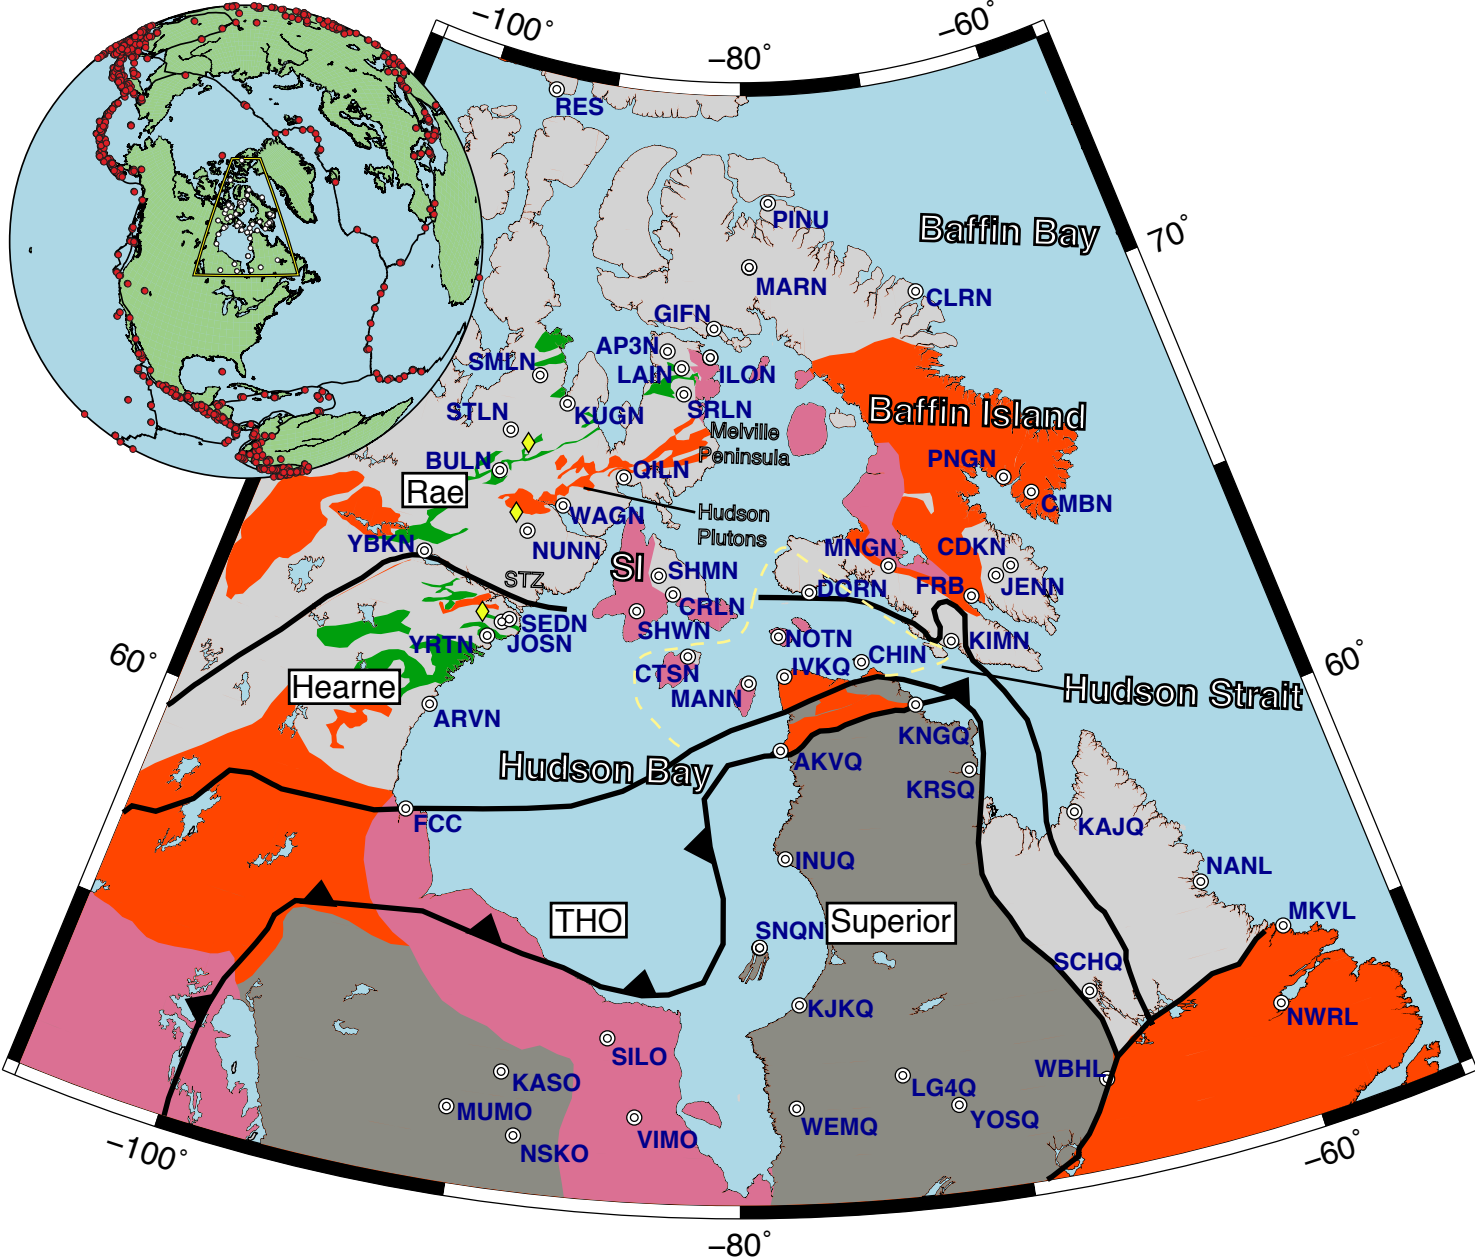 −100°
−80°
−60°
RES
PINU
Baffin Bay
70°
MARN
CLRN
GIFN
AP3N
SMLN
LAIN
ILON
STLN
KUGN
SRLN
Baffin Island
Melville
Peninsula
BULN
QILN
PNGN
Rae
CMBN
WAGN
Hudson
Plutons
YBKN
NUNN
MNGN
CDKN
SI
SHMN
STZ
DCRN
FRB
JENN
CRLN
SEDN
SHWN
YRTN
JOSN
NOTN
KIMN
60°
CHIN
60°
IVKQ
CTSN
Hearne
MANN
Hudson Strait
ARVN
KNGQ
Hudson Bay
AKVQ
KRSQ
FCC
KAJQ
INUQ
NANL
MKVL
THO
Superior
SNQN
SCHQ
KJKQ
NWRL
SILO
WBHL
KASO
LG4Q
MUMO
YOSQ
WEMQ
VIMO
NSKO
−100°
−60°
−80°